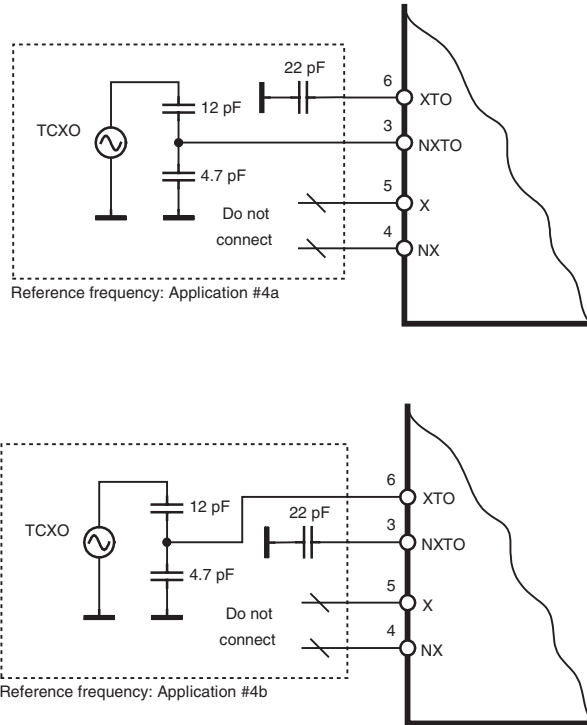 22 pF
6
XTO
12 pF
TCXO
3
NXTO
4.7 pF
5
X
Do not
connect
4
NX
Reference frequency: Application #4a
6
XTO
12 pF
22 pF
3
NXTO
TCXO
4.7 pF
5
X
Do not
connect
4
NX
Reference frequency: Application #4b